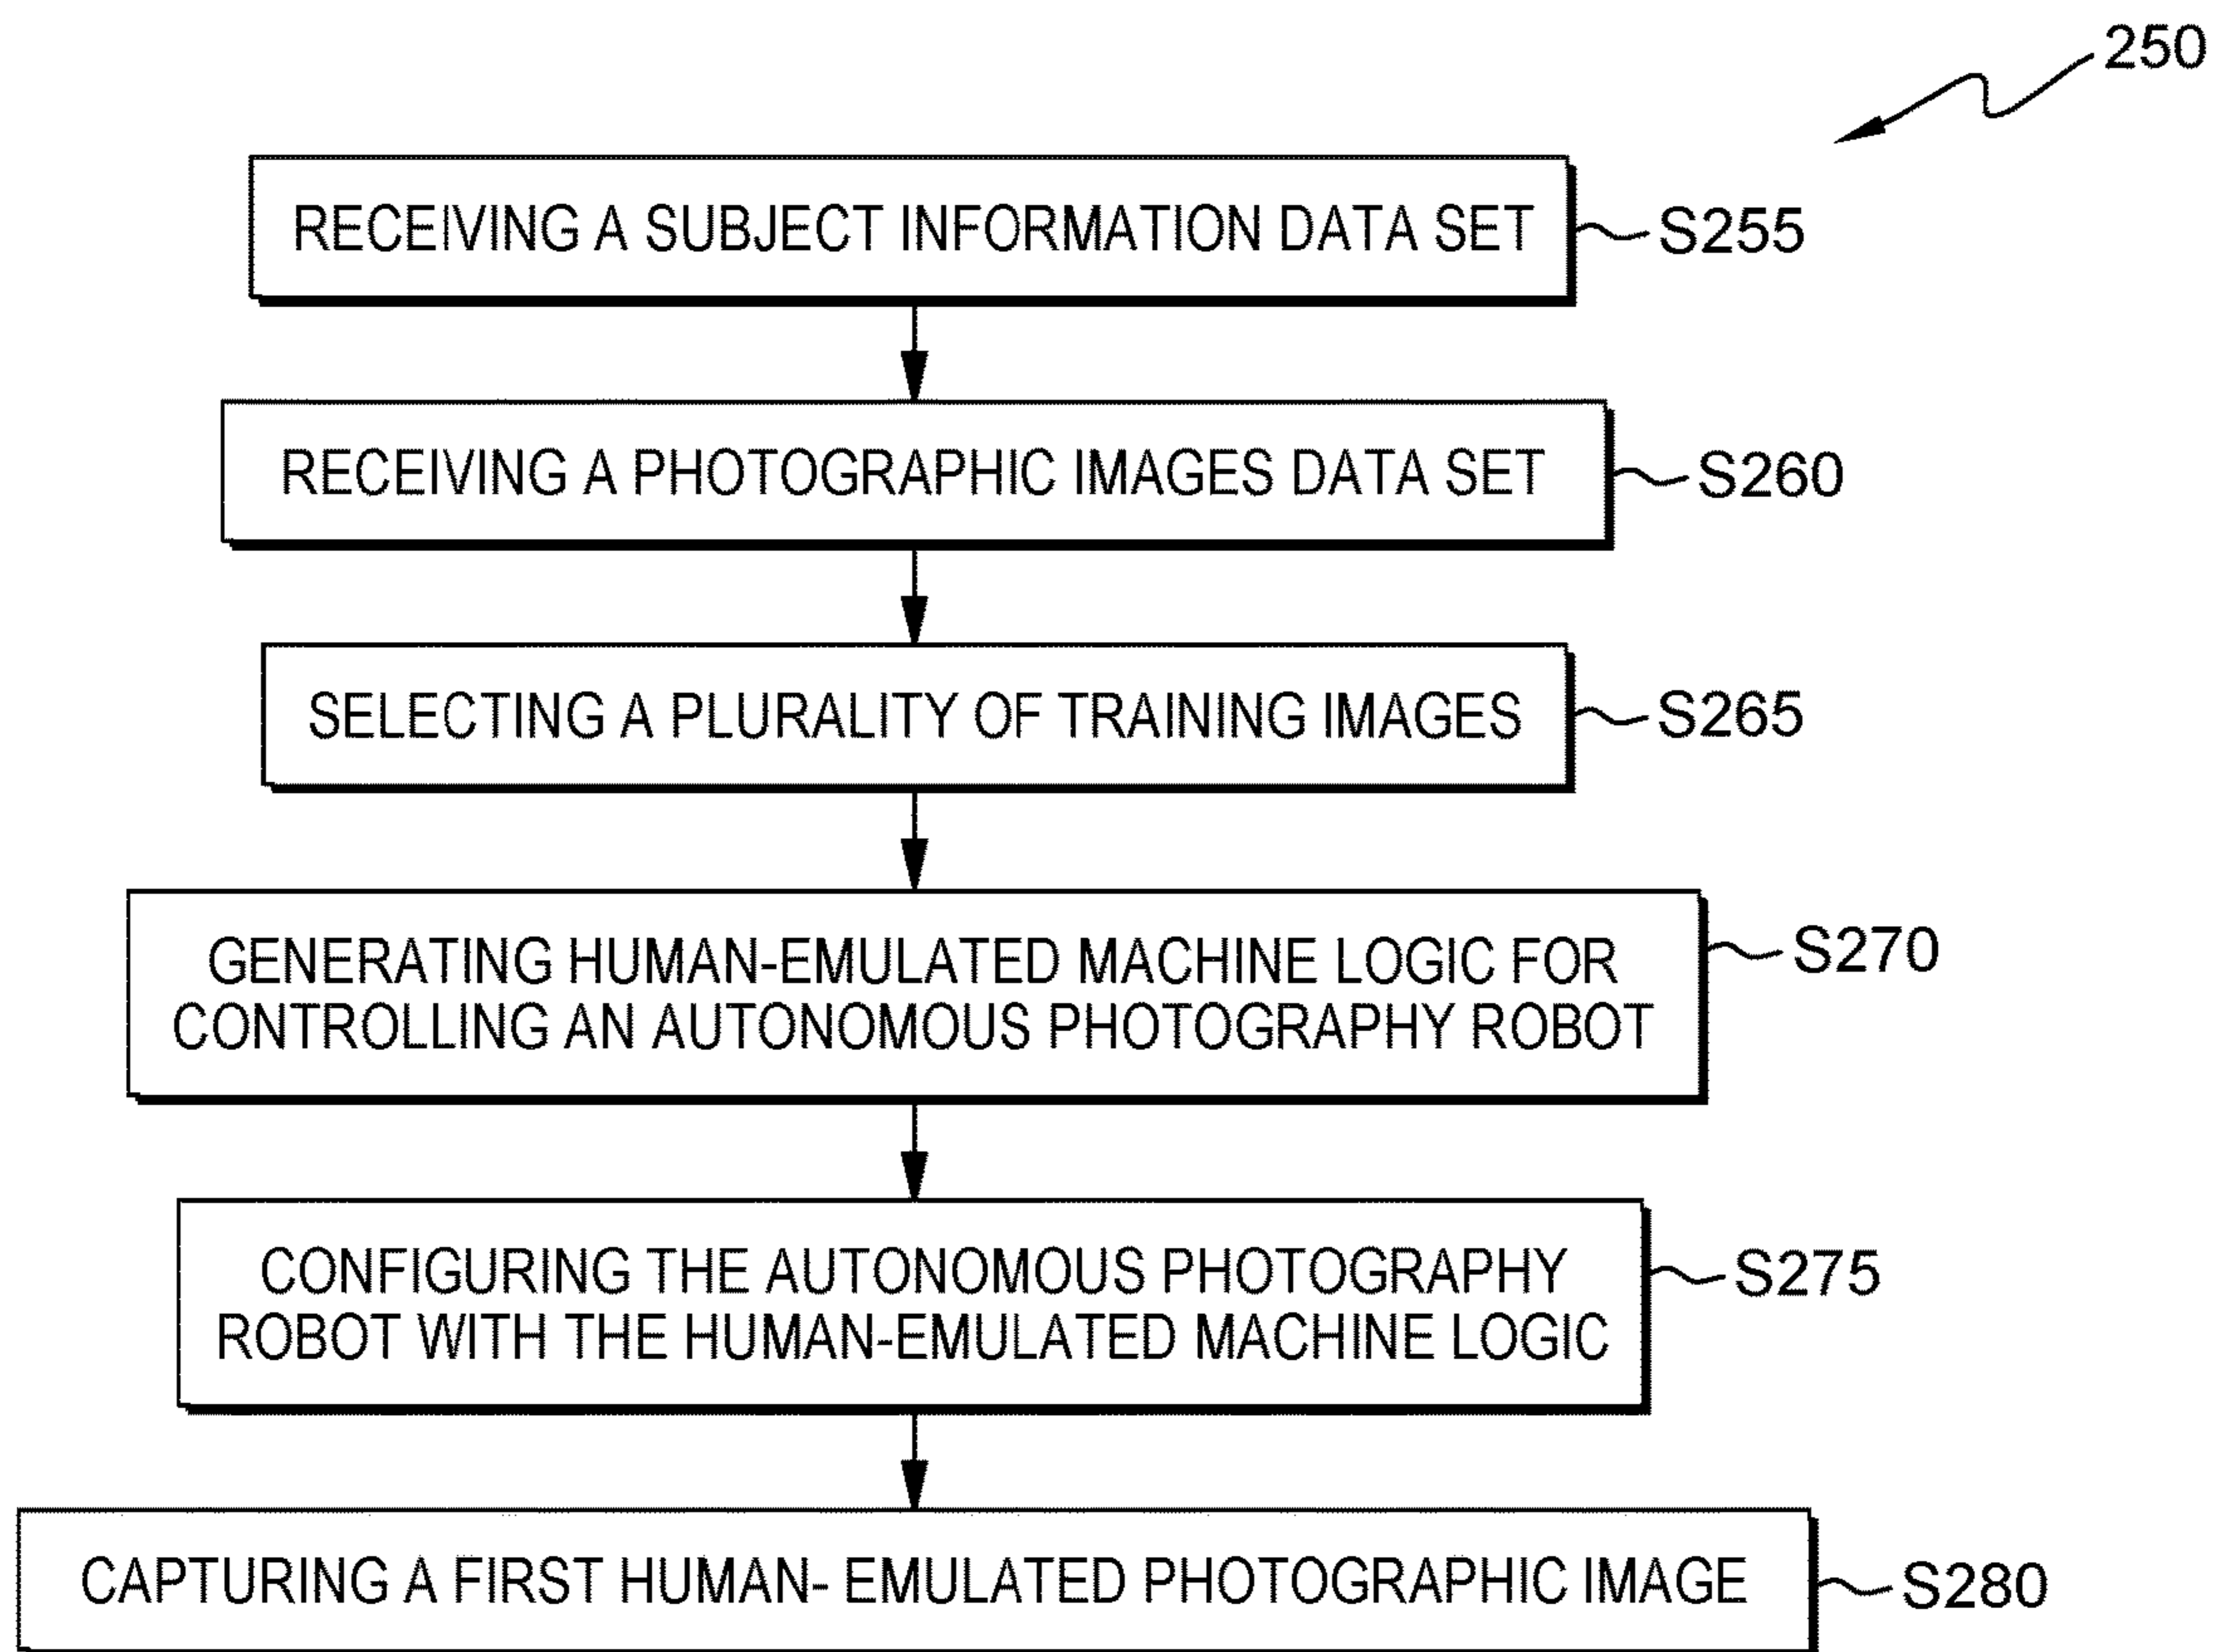 250
RECEIVING A SUBJECT INFORMATION DATA SET
S255
RECEIVING A PHOTOGRAPHIC IMAGES DATA SET
S260
SELECTING A PLURALITY OF TRAINING IMAGES
S265
GENERATING HUMAN-EMULATED MACHINE LOGIC FOR
CONTROLLING AN AUTONOMOUS PHOTOGRAPHY ROBOT
S270
CONFIGURING THE AUTONOMOUS PHOTOGRAPHY
ROBOT WITH THE HUMAN-EMULATED MACHINE LOGIC
S275
CAPTURING A FIRST HUMAN- EMULATED PHOTOGRAPHIC IMAGE
S280